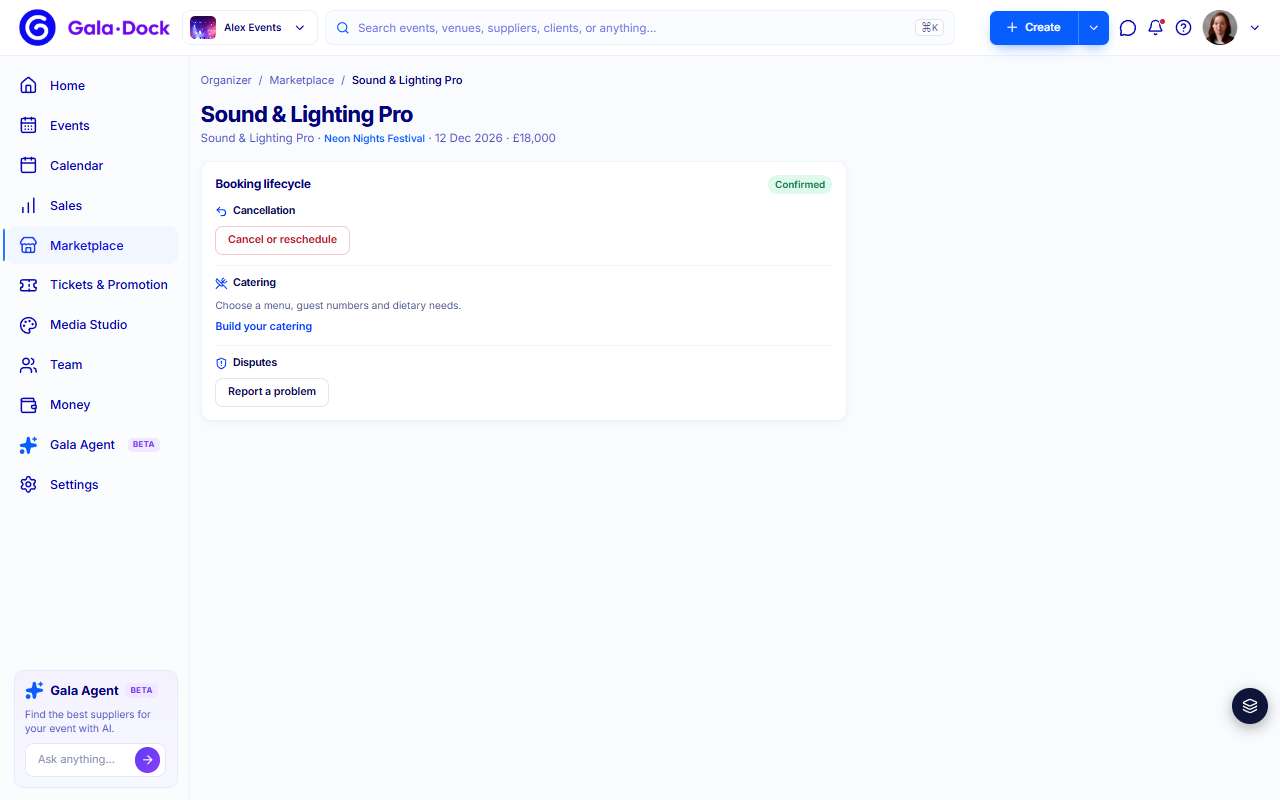 Gala·Dock
Alex Events
Search events, venues, suppliers, clients, or anything...
⌘K
Create
Home
Events
Calendar
Sales
Marketplace
Tickets & Promotion
Media Studio
Team
Money
Gala Agent BETA
Settings
Organizer / Marketplace / Sound & Lighting Pro
Sound & Lighting Pro
Sound & Lighting Pro · Neon Nights Festival · 12 Dec 2026 · £18,000
Booking lifecycle
Confirmed
Cancellation
Cancel or reschedule
Catering
Choose a menu, guest numbers and dietary needs.
Build your catering
Disputes
Report a problem
Gala Agent BETA
Find the best suppliers for
your event with AI.
Ask anything...